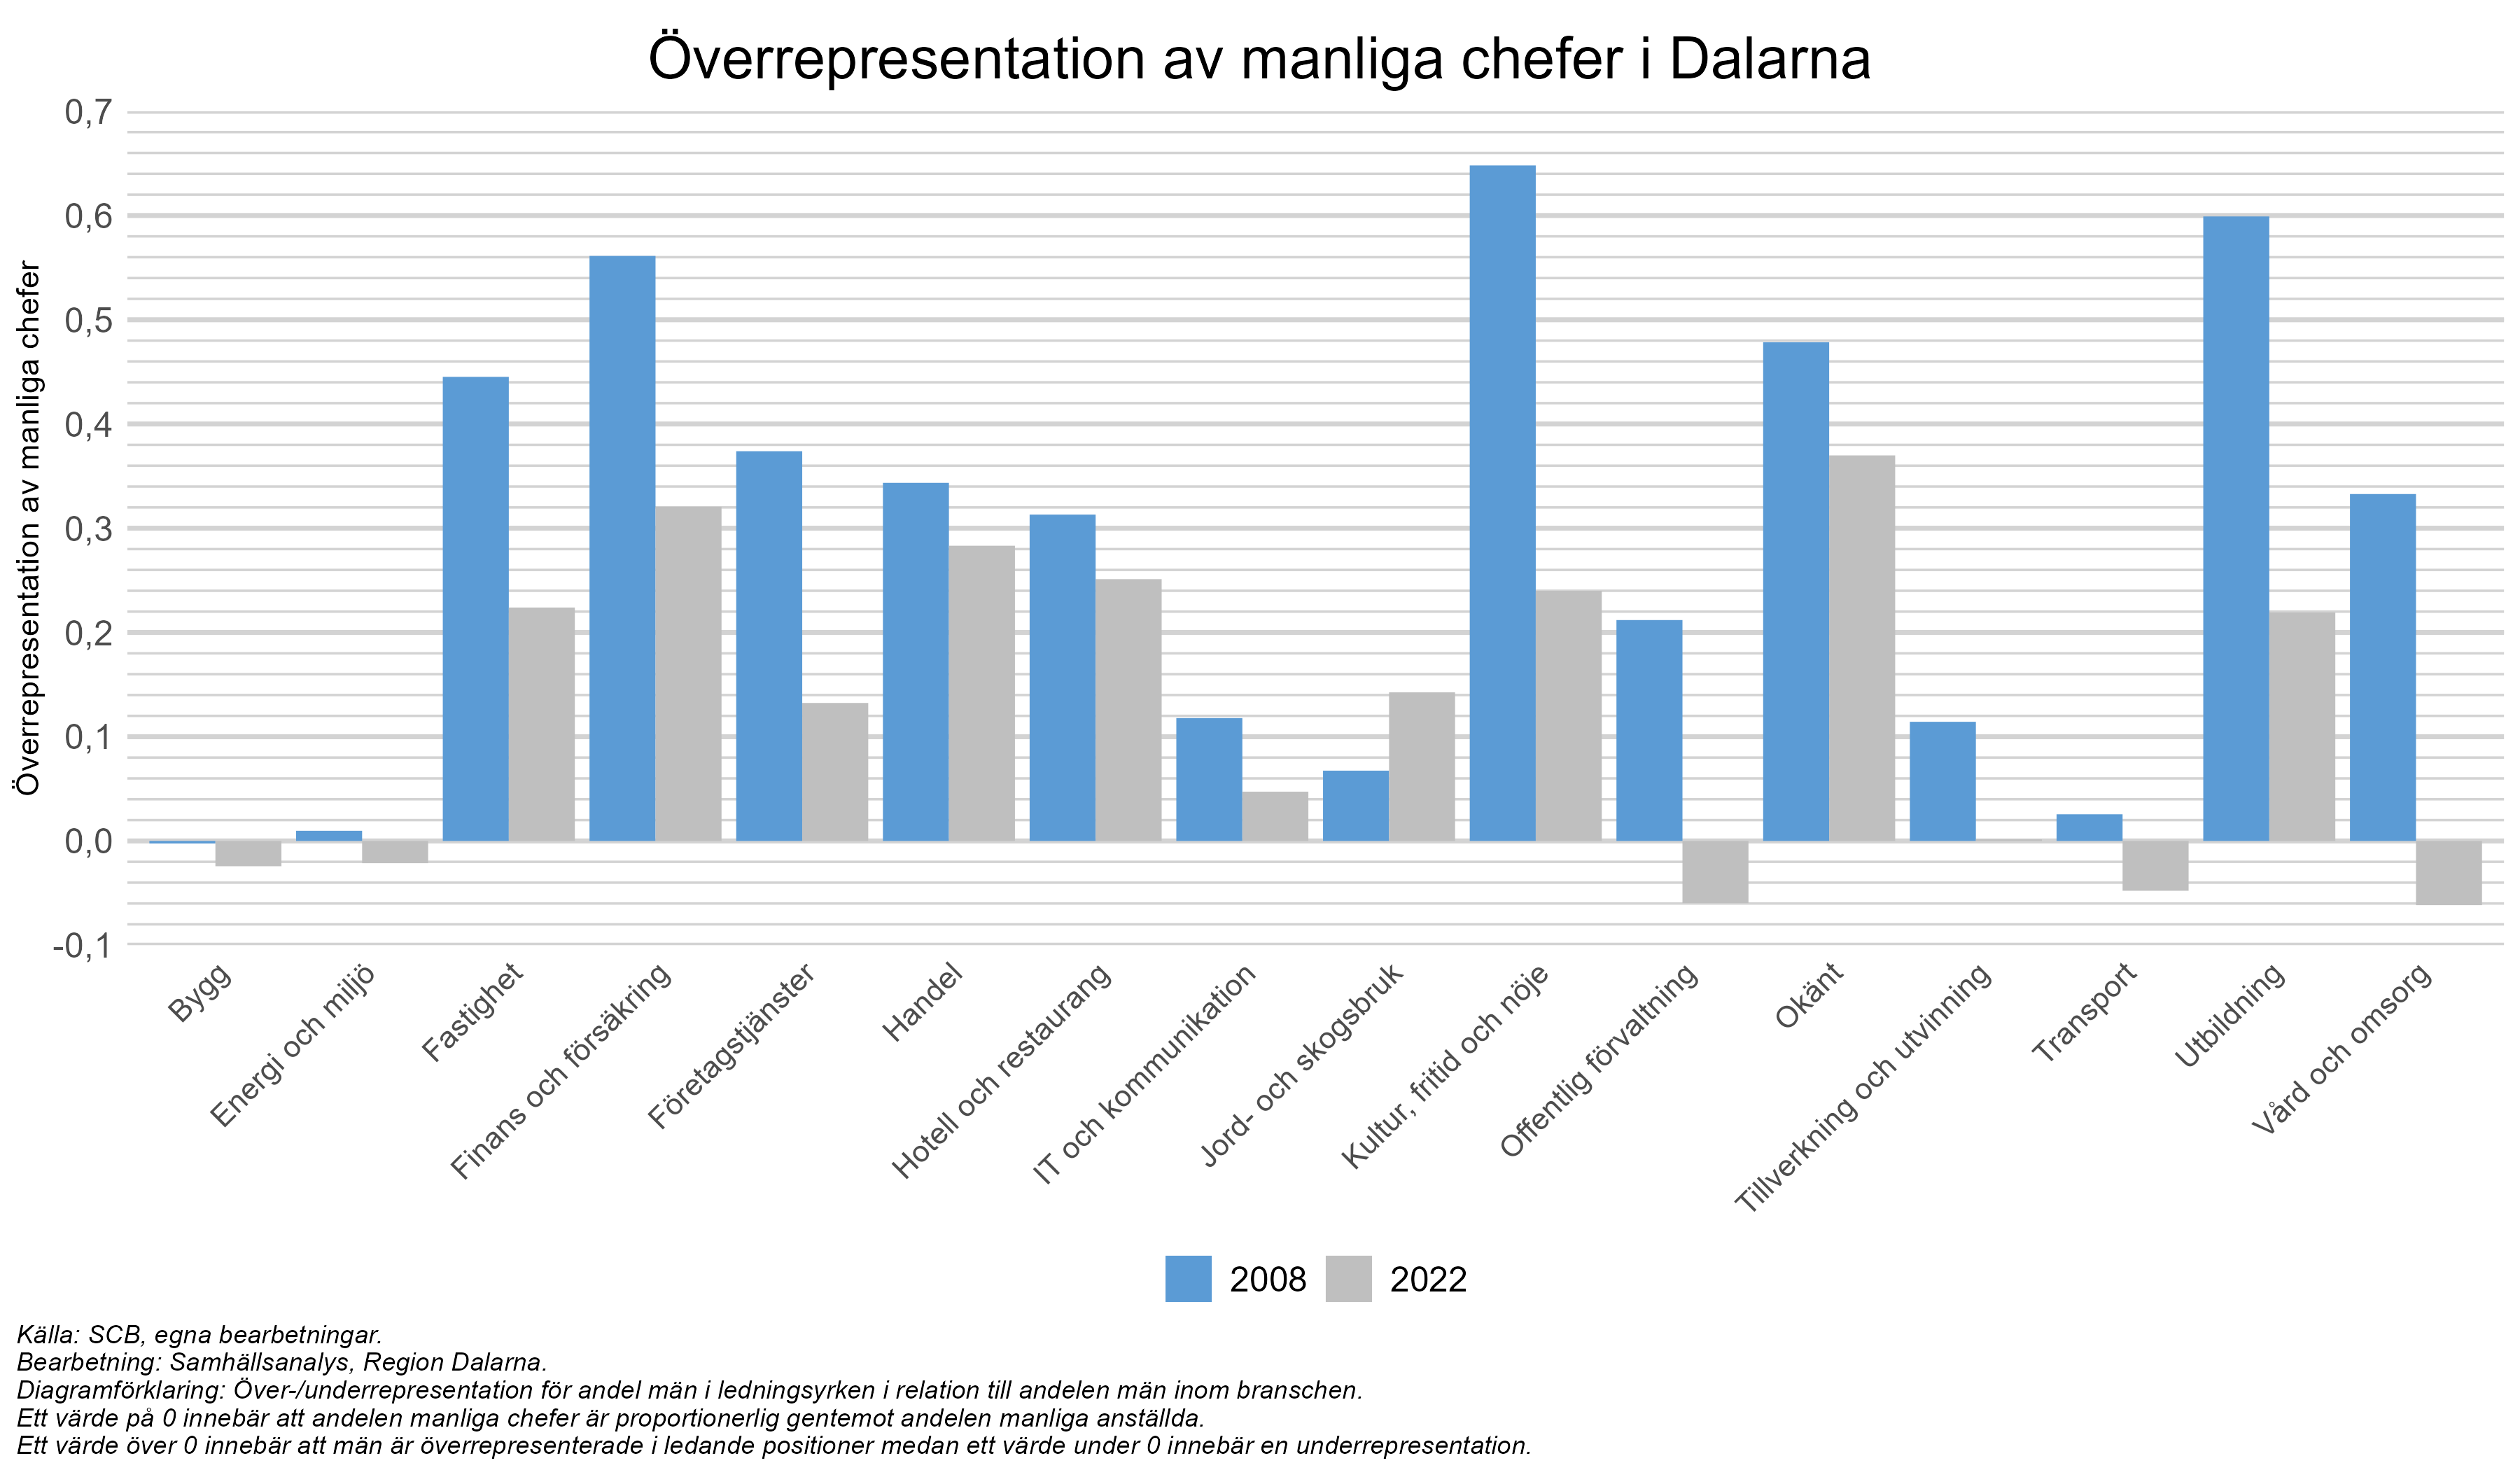 Överrepresentation av manliga chefer i Dalarna
Överrepresentation av manliga chefer
0,7
0,6
0,5
0,4
0,3
0,2
0,1
0,0
-0,1
Bygg
Energi och miljö
Fastighet
Finans och försäkring
Företagstjänster
Handel
Hotell och restaurang
IT och kommunikation
Jord- och skogsbruk
Kultur, fritid och nöje
Offentlig förvaltning
Okänt
Tillverkning och utvinning
Transport
Utbildning
Vård och omsorg
2008 2022
Källa: SCB, egna bearbetningar.
Bearbetning: Samhällsanalys, Region Dalarna.
Diagramförklaring: Över-/underrepresentation för andel män i ledningsyrken i relation till andelen män inom branschen.
Ett värde på 0 innebär att andelen manliga chefer är proportionerlig gentemot andelen manliga anställda.
Ett värde över 0 innebär att män är överrepresenterade i ledande positioner medan ett värde under 0 innebär en underrepresentation.